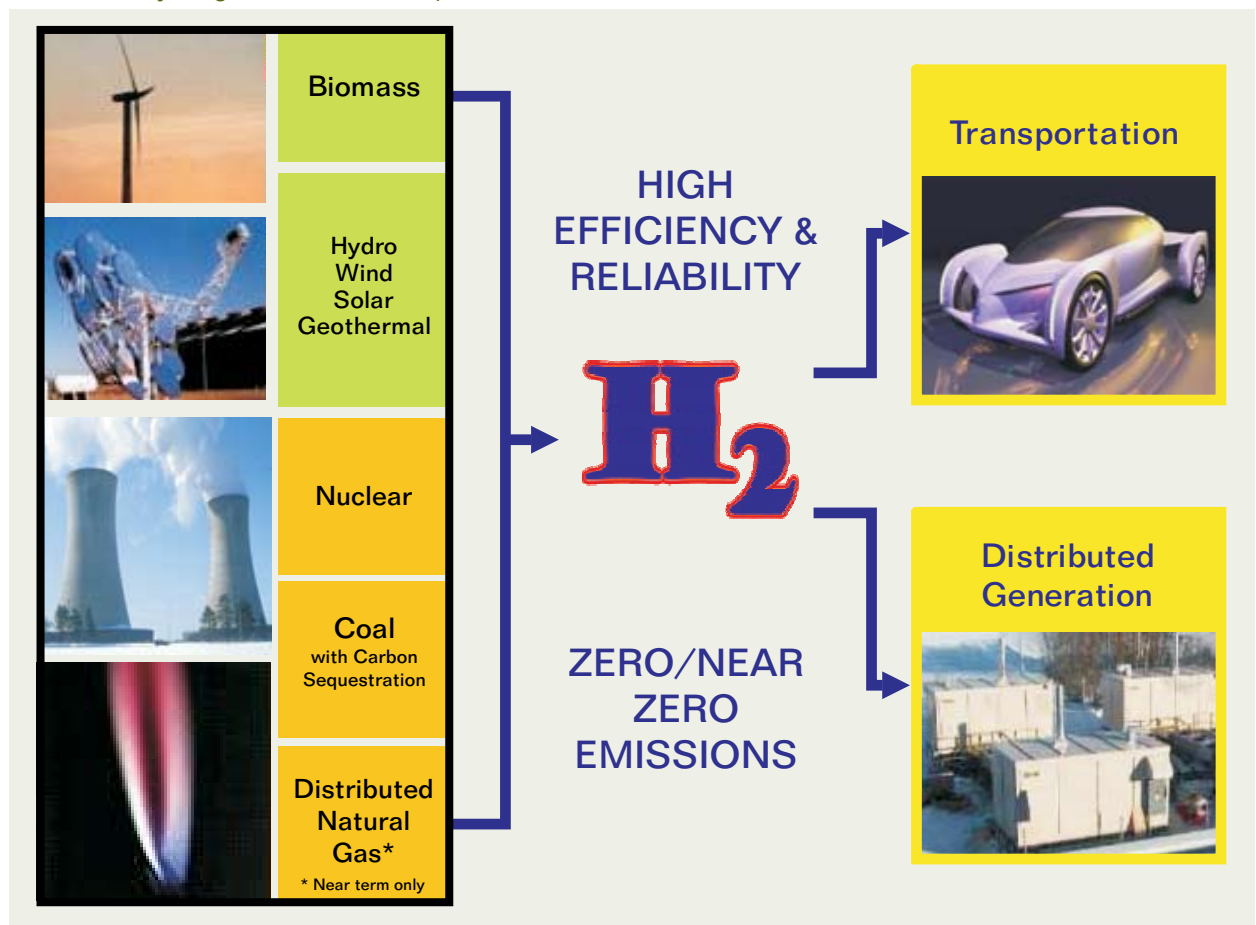 Biomass
Hydro
Wind
Solar
Geothermal
Nuclear
Coal
with Carbon
Sequestration
Distributed
Natural
Gas*
* Near term only
HIGH
EFFICIENCY &
RELIABILITY
H2
ZERO/NEAR
ZERO
EMISSIONS
Transportation
Distributed
Generation